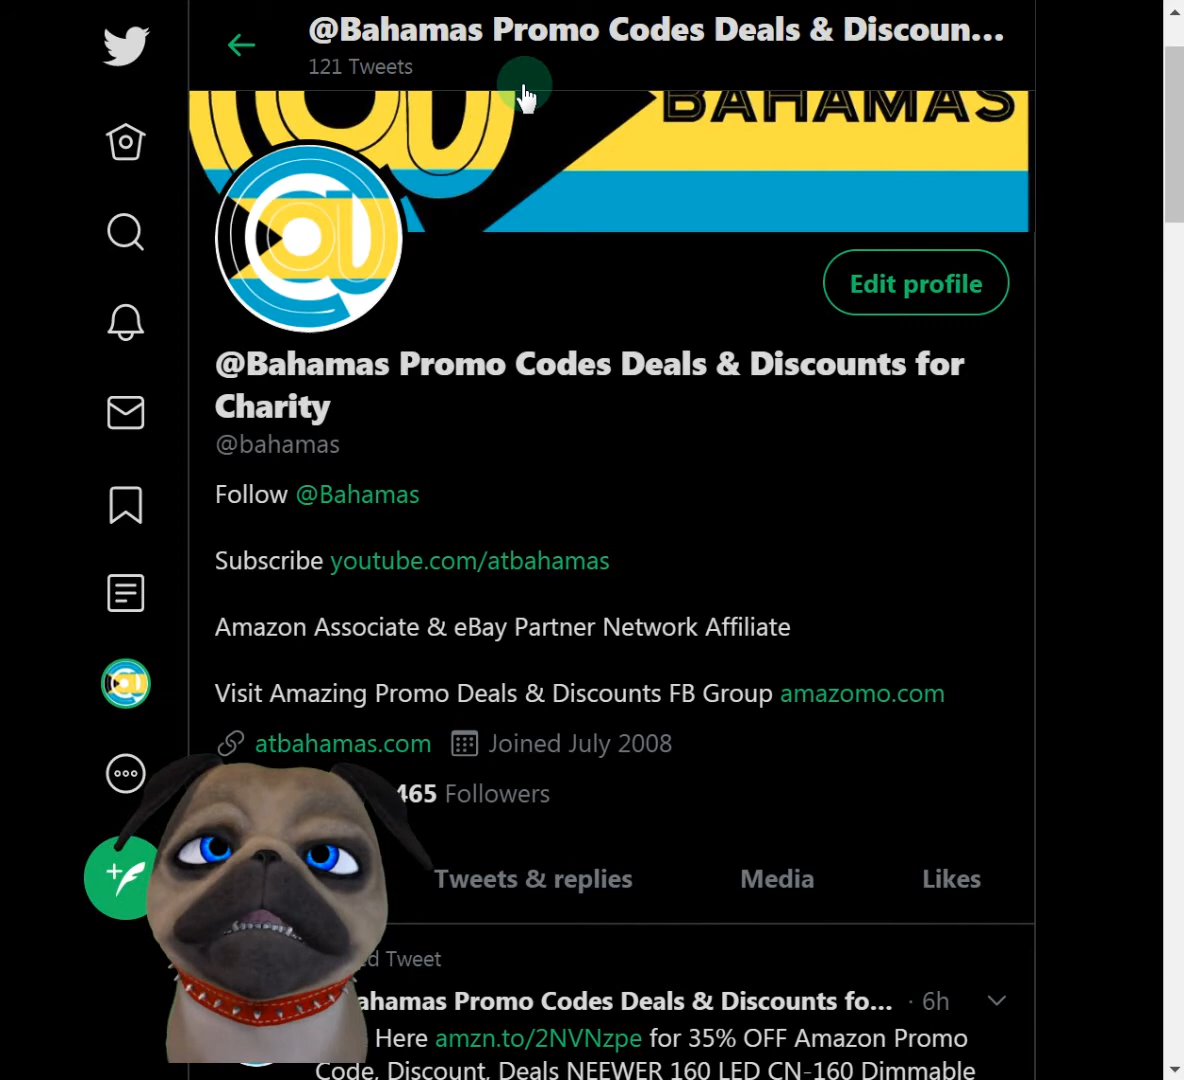 @Bahamas Promo Codes Deals & Discoun...
121 Tweets
BAHAMAS
Edit profile
@Bahamas Promo Codes Deals & Discounts for
Charity
@bahamas
Follow @Bahamas
Subscribe youtube.com/atbahamas
Amazon Associate & eBay Partner Network Affiliate
Visit Amazing Promo Deals & Discounts FB Group amazomo.com
atbahamas.com Joined July 2008
465 Followers
Tweets & replies Media Likes
Tweet
Promo Codes Deals & Discounts fo... · 6h
Here amzn.to/2NVNzpe for 35% OFF Amazon Promo
Code, Discount, Deals NEEWER 160 LED CN-160 Dimmable